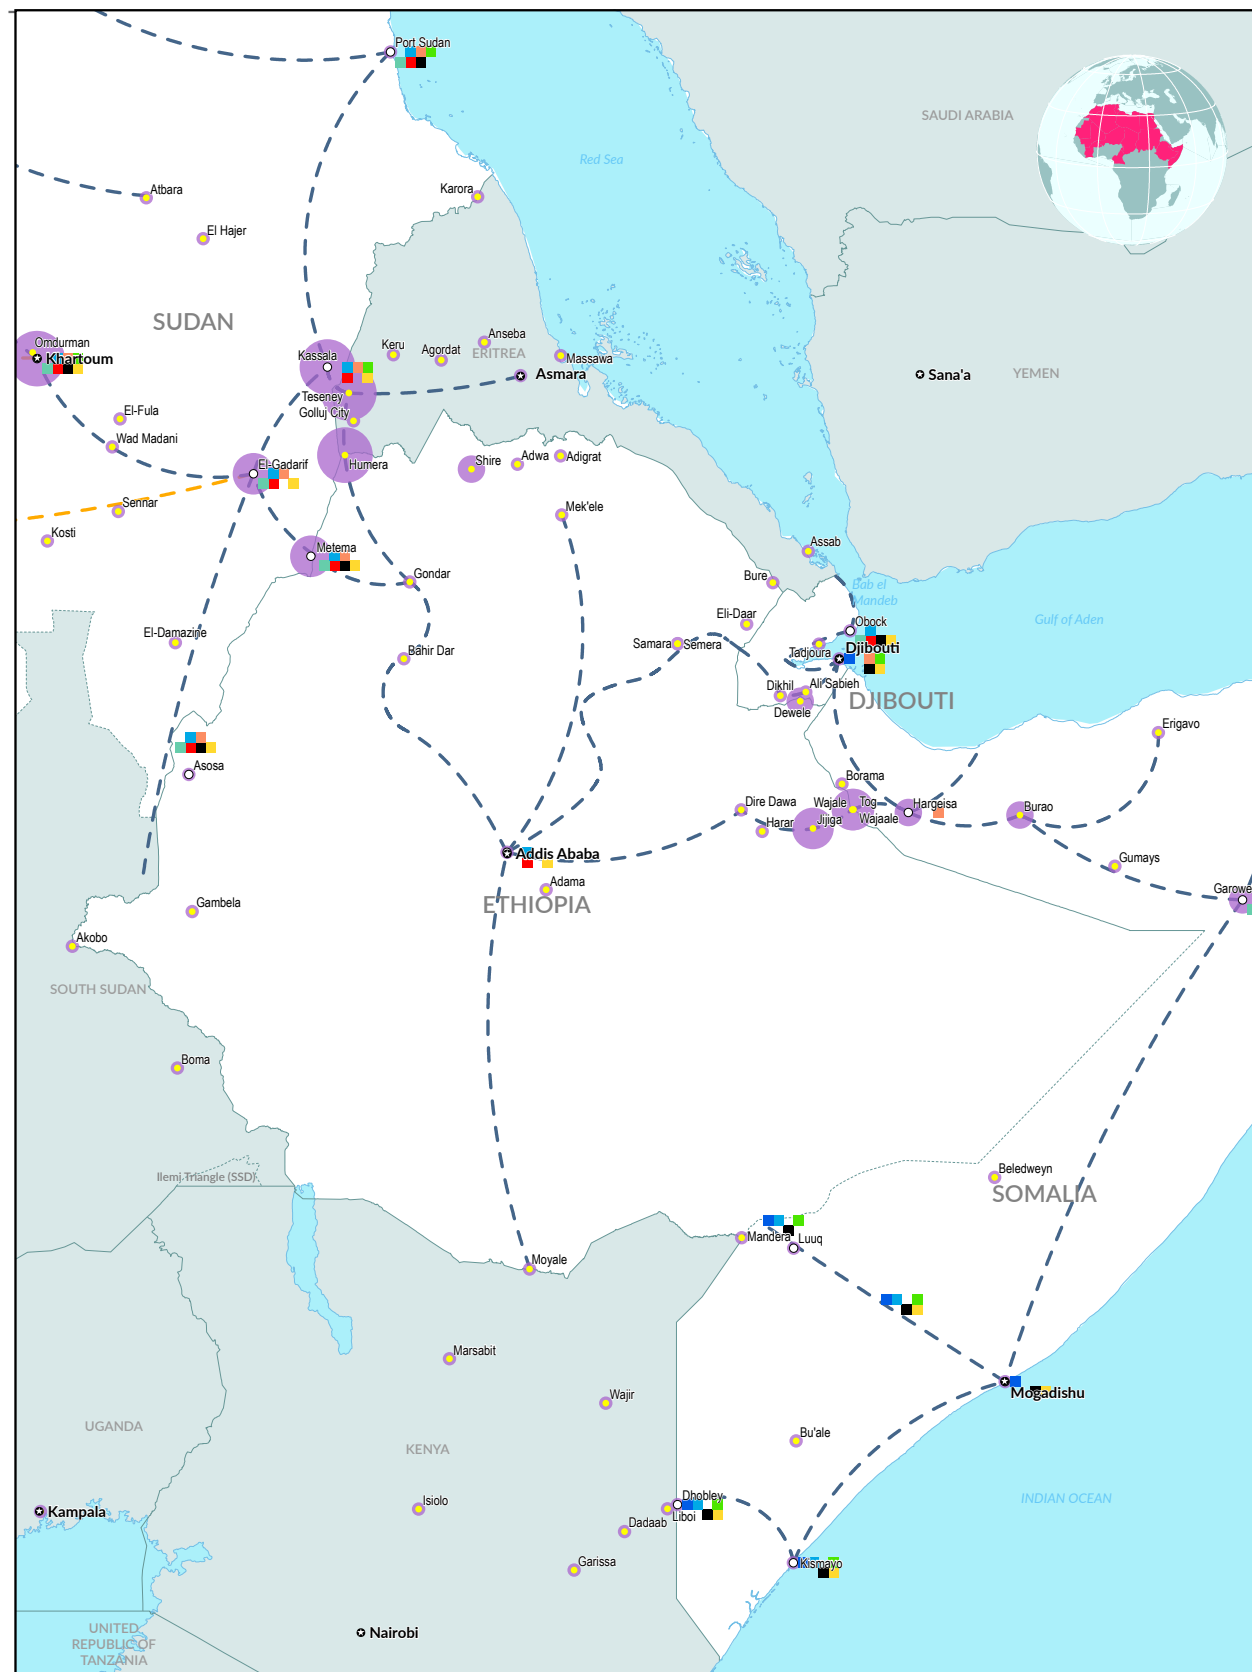 Port Sudan
SAUDI ARABIA
Red Sea
Atbara
Karora
El Hajer
SUDAN
Omdurman
Khartoum
Kassala
Keru
Agordat
Anseba
ERITREA
Massawa
Asmara
Sana'a
YEMEN
Teseney
Golluj City
El-Fula
Wad Madani
El-Gadarif
Humera
Shire
Adwa
Adigrat
Sennar
Mek'ele
Kosti
Metema
Assab
Gondar
Bure
Bab el
Mandeb
Eli-Daar
Obock
Gulf of Aden
El-Damazine
Bahir Dar
Samara
Semera
Tadjoura
Djibouti
Dikhil
Ali Sabieh
Dewele
DJIBOUTI
Erigavo
Asosa
Borama
Dire Dawa
Wajale
Tog
Wajaale
Hargeisa
Burao
Harar
Jijiga
Addis Ababa
Gumays
Adama
ETHIOPIA
Garowe
Gambela
Akobo
SOUTH SUDAN
Boma
Ilemi Triangle (SSD)
Beledweyn
SOMALIA
Mandera
Luuq
Moyale
Marsabit
Mogadishu
Wajir
UGANDA
KENYA
Bu'ale
Kampala
Isiolo
Dhobley
Liboi
INDIAN OCEAN
Dadaab
Garissa
Kismayo
Nairobi
UNITED
REPUBLIC OF
TANZANIA